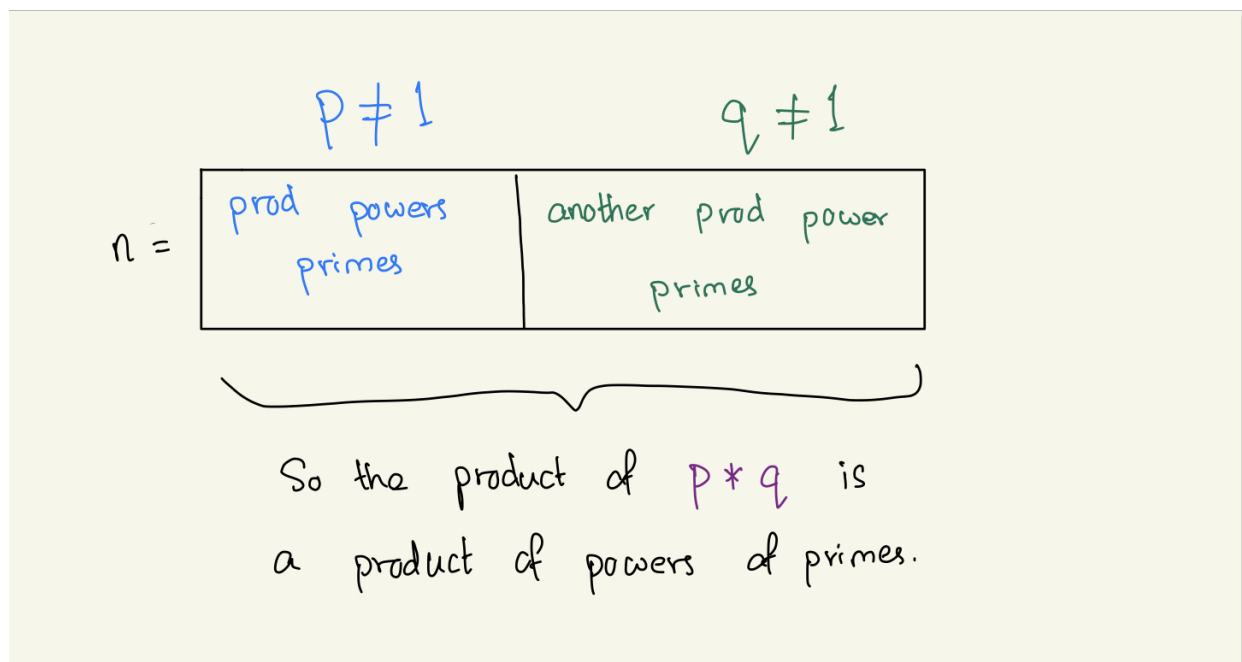 p ≠ 1
q ≠ 1
n =
prod powers
primes
another prod power
primes
So the product of p * q is
a product of powers of primes.